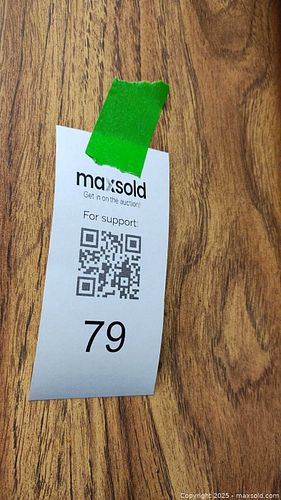 maxsold
Get in on the auction!
For support:
79
Copyright 2025 - maxsold.com